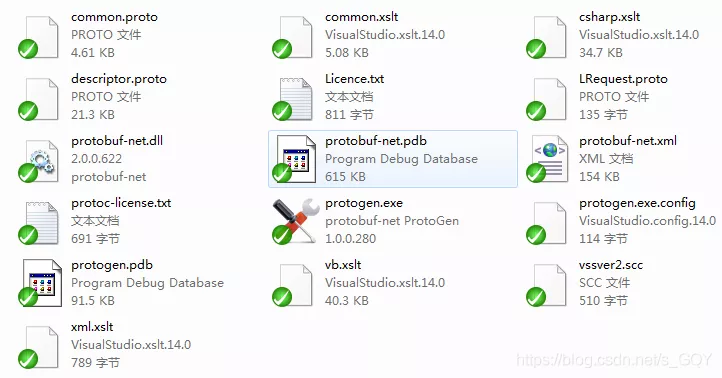 common.proto
PROTO 文件
4.61 KB
common.xslt
VisualStudio.xslt.14.0
5.08 KB
csharp.xslt
VisualStudio.xslt.14.0
34.7 KB
descriptor.proto
PROTO 文件
21.3 KB
Licence.txt
文本文档
811 字节
LRequest.proto
PROTO 文件
135 字节
protobuf-net.dll
2.0.0.622
protobuf-net
protobuf-net.pdb
Program Debug Database
615 KB
protobuf-net.xml
XML 文档
154 KB
protoc-license.txt
文本文档
691 字节
protogen.exe
protobuf-net ProtoGen
1.0.0.280
protogen.exe.config
VisualStudio.config.14.0
114 字节
protogen.pdb
Program Debug Database
91.5 KB
vb.xslt
VisualStudio.xslt.14.0
40.3 KB
vssver2.scc
SCC 文件
510 字节
xml.xslt
VisualStudio.xslt.14.0
789 字节
https://blog.csdn.net/s_GQY